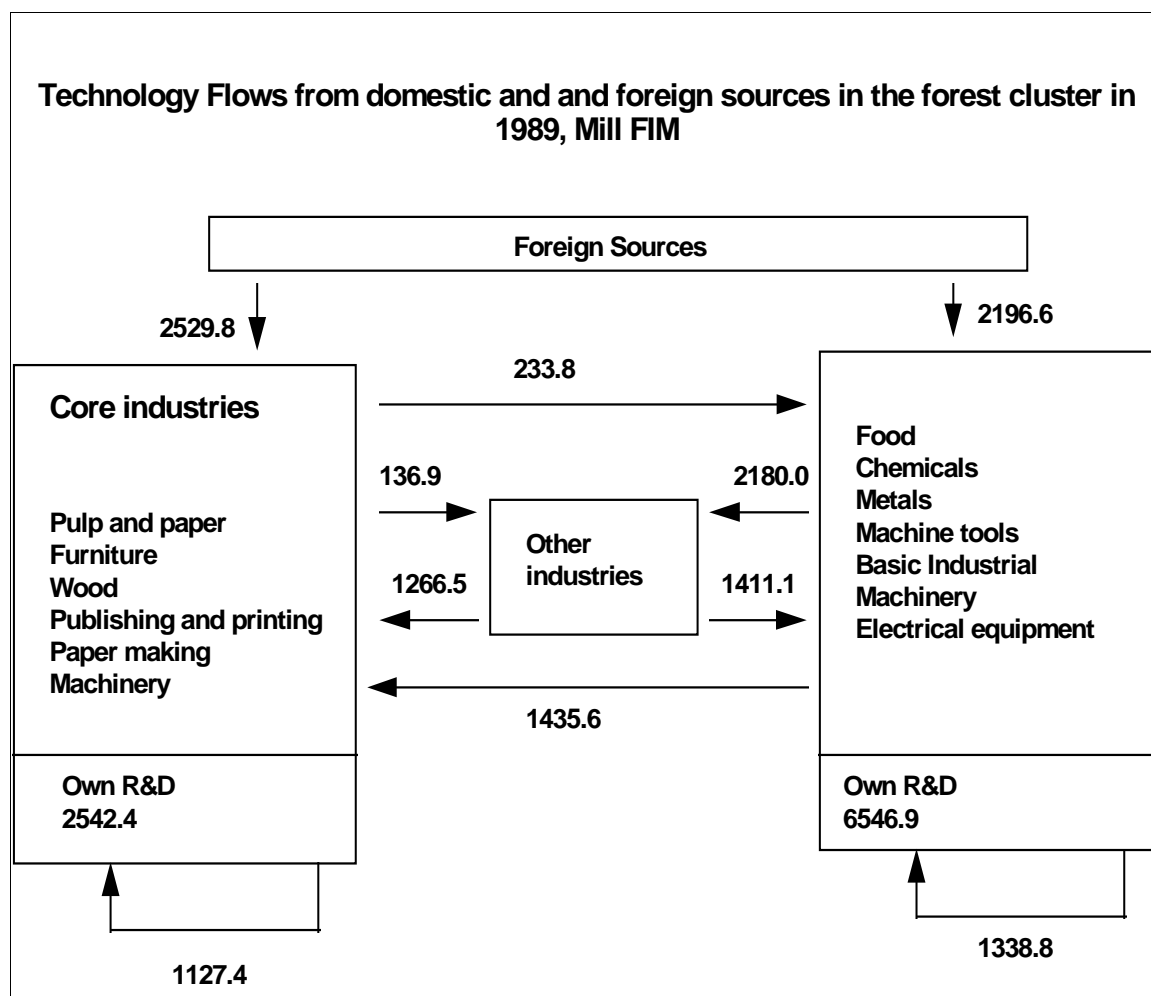 Technology Flows from domestic and and foreign sources in the forest cluster in
1989, Mill FIM
Foreign Sources
2529.8
2196.6
233.8
Core industries
Pulp and paper
Furniture
Wood
Publishing and printing
Paper making
Machinery
136.9
2180.0
Other
industries
1266.5
1411.1
1435.6
Food
Chemicals
Metals
Machine tools
Basic Industrial
Machinery
Electrical equipment
Own R&D
2542.4
Own R&D
6546.9
1127.4
1338.8